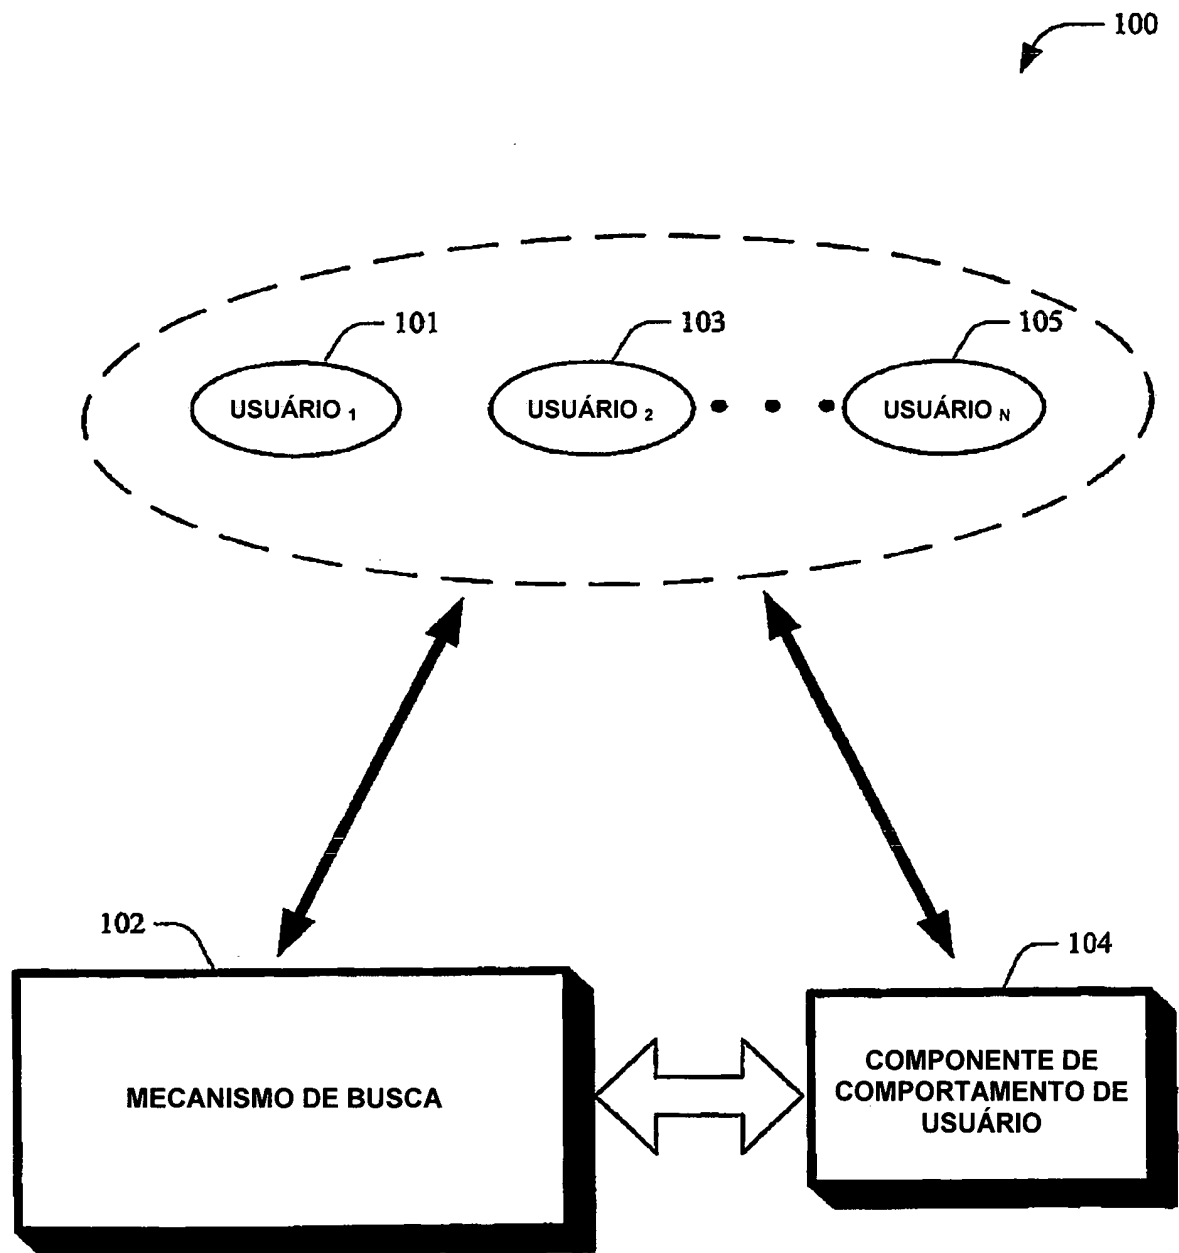 100
101
103
105
USUÁRIO 1
USUÁRIO 2
USUÁRIO N
102
104
MECANISMO DE BUSCA
COMPONENTE DE
COMPORTAMENTO DE
USUÁRIO